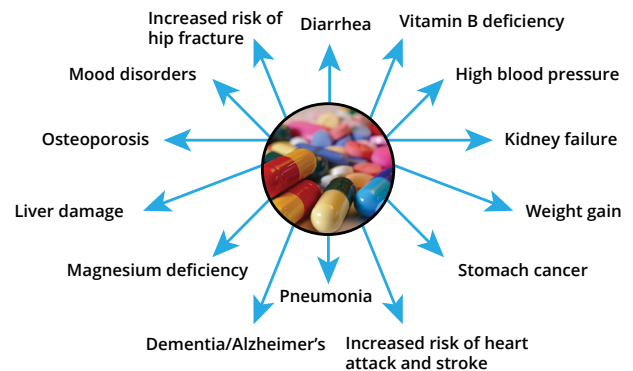 Increased risk of
hip fracture
Diarrhea
Vitamin B deficiency
Mood disorders
High blood pressure
Osteoporosis
Kidney failure
Liver damage
Weight gain
Magnesium deficiency
Stomach cancer
Pneumonia
Dementia/Alzheimer's
Increased risk of heart
attack and stroke